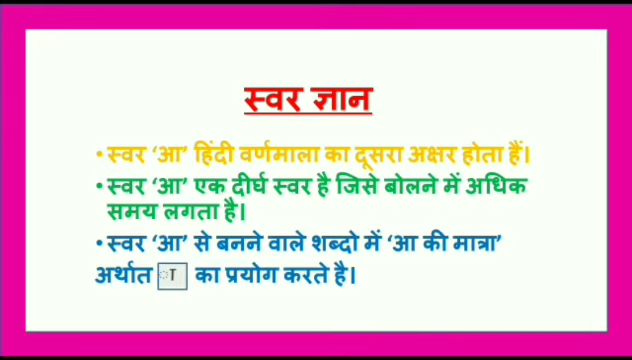 स्वर ज्ञान
•स्वर ‘आ’ हिंदी वर्णमाला का दूसरा अक्षर होता हैं।
•स्वर ‘आ’ एक दीर्घ स्वर है जिसे बोलने में अधिक
समय लगता है।
•स्वर ‘आ’ से बनने वाले शब्दो में ‘आ की मात्रा’
अर्थात ा का प्रयोग करते है।